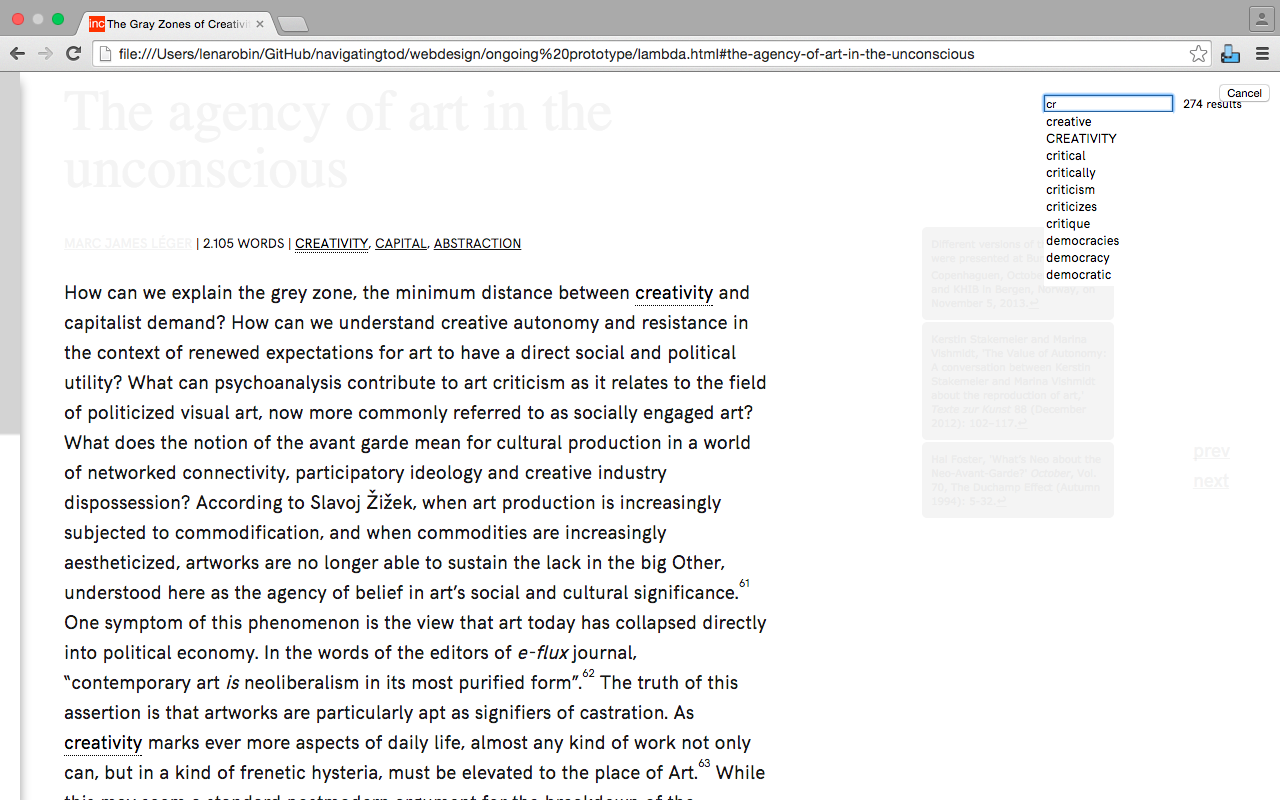 The Gray Zones of Creativi
file:///Users/lenarobin/GitHub/navigatingtod/webdesign/ongoing%20prototype/lambda.html#the-agency-of-art-in-the-unconscious
The agency of art in the
unconscious
Cancel
cr
274 results
creative
CREATIVITY
critical
critically
criticism
criticizes
critique
democracies
democracy
democratic
MARC JAMES LÉGER | 2.105 WORDS | CREATIVITY, CAPITAL, ABSTRACTION
How can we explain the grey zone, the minimum distance between creativity and
capitalist demand? How can we understand creative autonomy and resistance in
the context of renewed expectations for art to have a direct social and political
utility? What can psychoanalysis contribute to art criticism as it relates to the field
of politicized visual art, now more commonly referred to as socially engaged art?
What does the notion of the avant garde mean for cultural production in a world
of networked connectivity, participatory ideology and creative industry
dispossession? According to Slavoj Žižek, when art production is increasingly
subjected to commodification, and when commodities are increasingly
aestheticized, artworks are no longer able to sustain the lack in the big Other,
understood here as the agency of belief in art's social and cultural significance.61
One symptom of this phenomenon is the view that art today has collapsed directly
into political economy. In the words of the editors of e-flux journal,
“contemporary art is neoliberalism in its most purified form”.62 The truth of this
assertion is that artworks are particularly apt as signifiers of castration. As
creativity marks ever more aspects of daily life, almost any kind of work not only
can, but in a kind of frenetic hysteria, must be elevated to the place of Art.63 While
this may seem a standard postmodern argument for the breakdown of the
Different versions of
were presented at
Copenhagen,
and KHIB in Bergen, Norway, on
November 5, 2013.↩
Kerstin Stakemeier and Marina
Vishmidt, 'The Value of Autonomy:
A conversation between Kerstin
Stakemeier and Marina Vishmidt
about the reproduction of art,'
Texte zur Kunst 88 (December
2012): 102–117.↩
Hal Foster, 'What's Neo about the
Neo-Avant-Garde?' October, Vol.
70, The Duchamp Effect (Autumn
1994): 5-32.↩
prev
next
inc